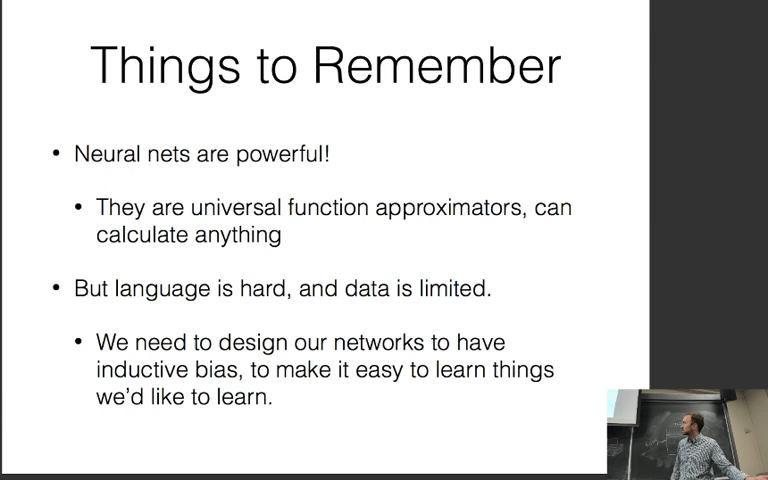 Things to Remember
• Neural nets are powerful!
• They are universal function approximators, can
calculate anything
• But language is hard, and data is limited.
• We need to design our networks to have
inductive bias, to make it easy to learn things
we'd like to learn.